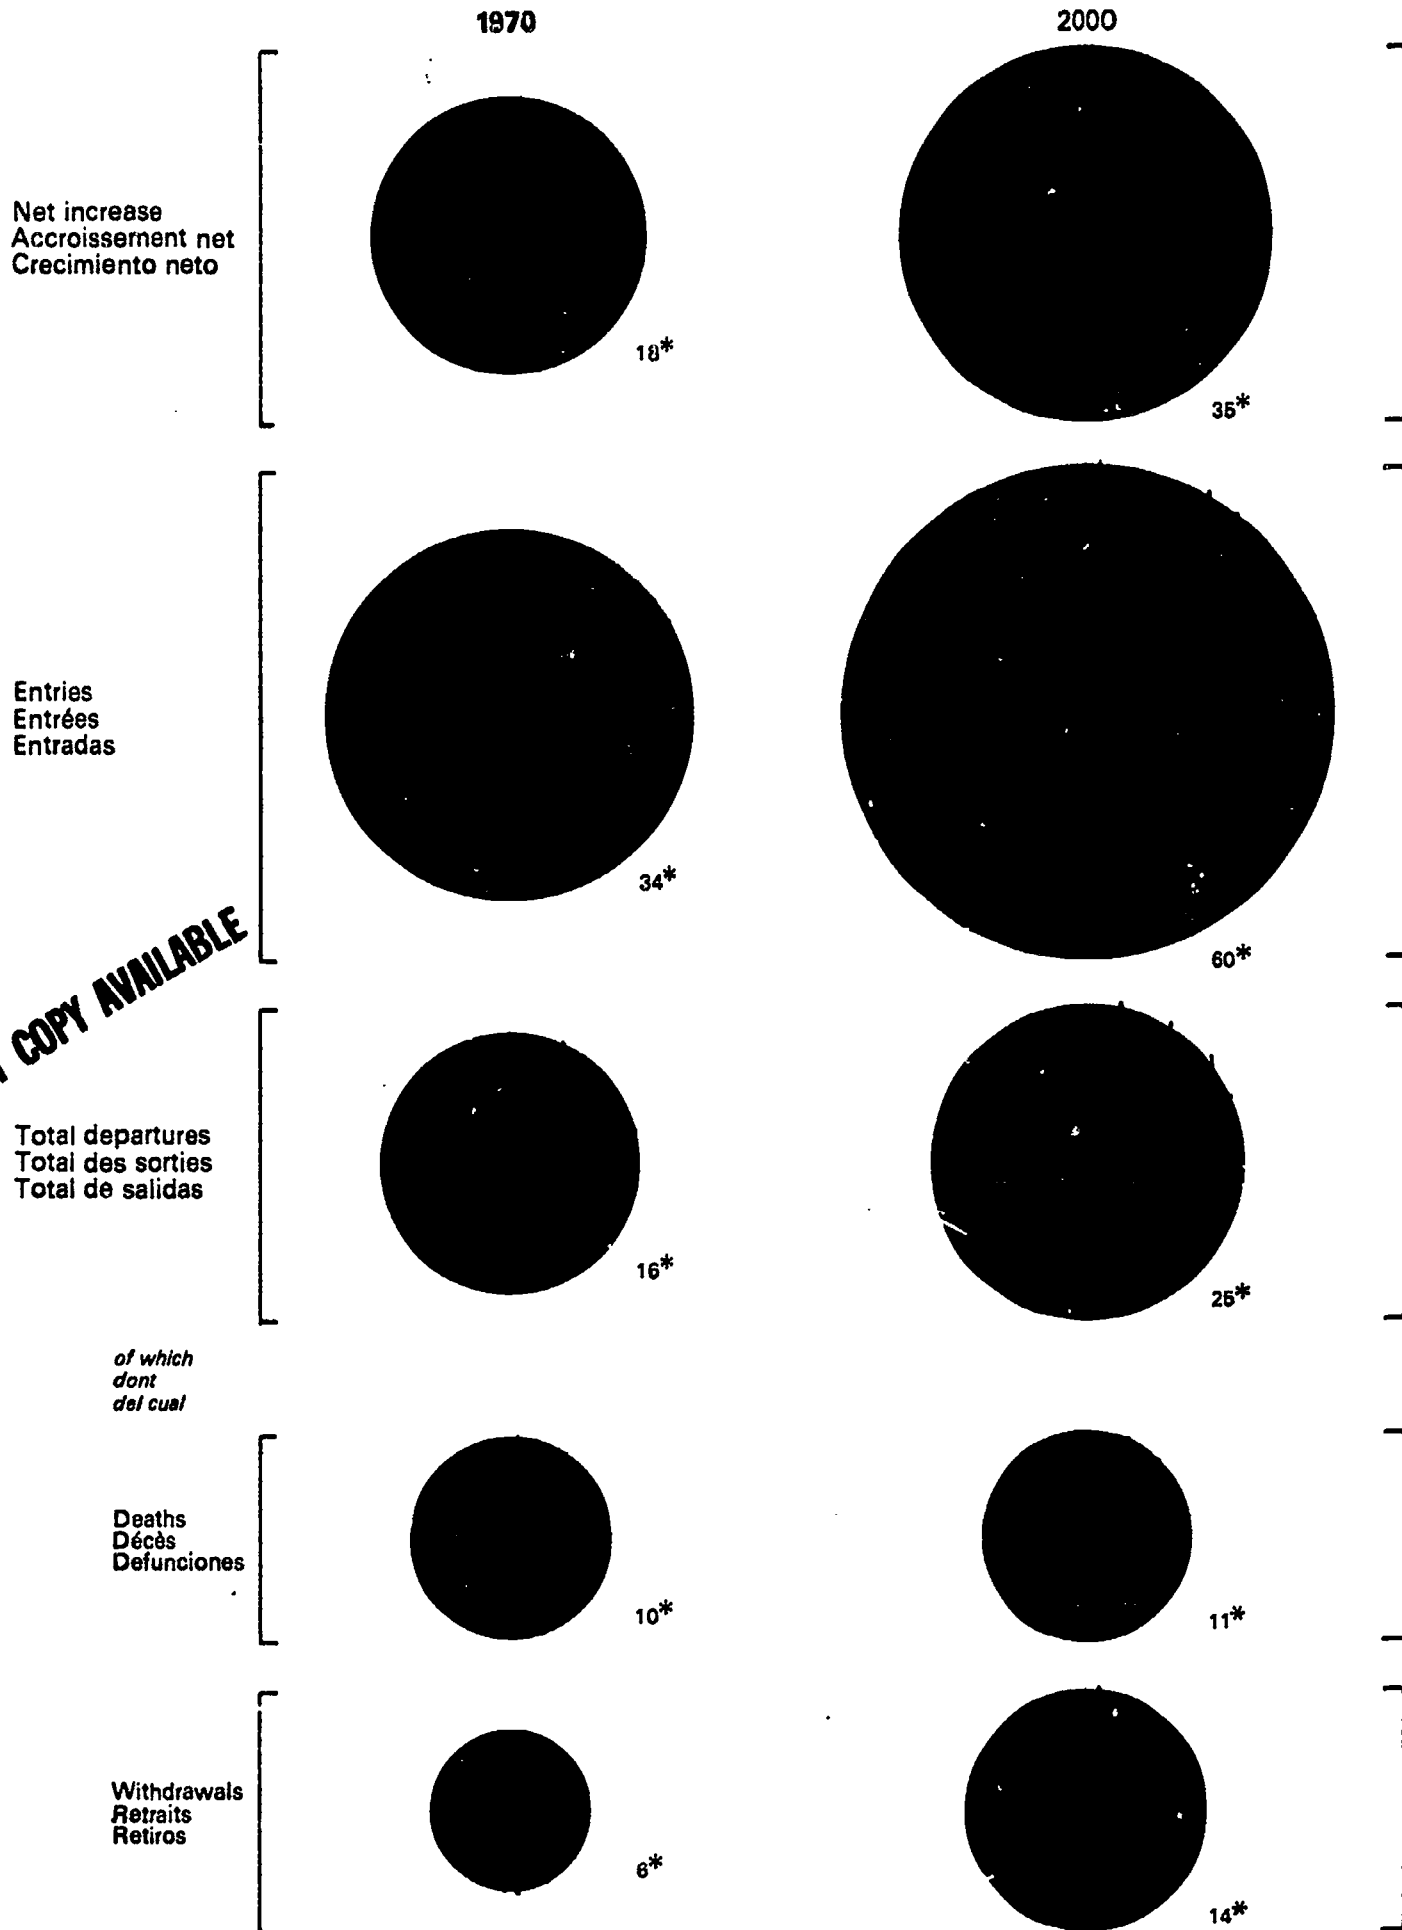 1970
2000
Net increase
Accroissement net
Crecimiento neto
18*
35*
Entries
Entrées
Entradas
34*
60*
COPY AVAILABLE
Total departures
Total des sorties
Total de salidas
16*
25*
of which
dont
del cual
Deaths
Décès
Defunciones
10*
11*
Withdrawals
Retraits
Retiros
6*
14*